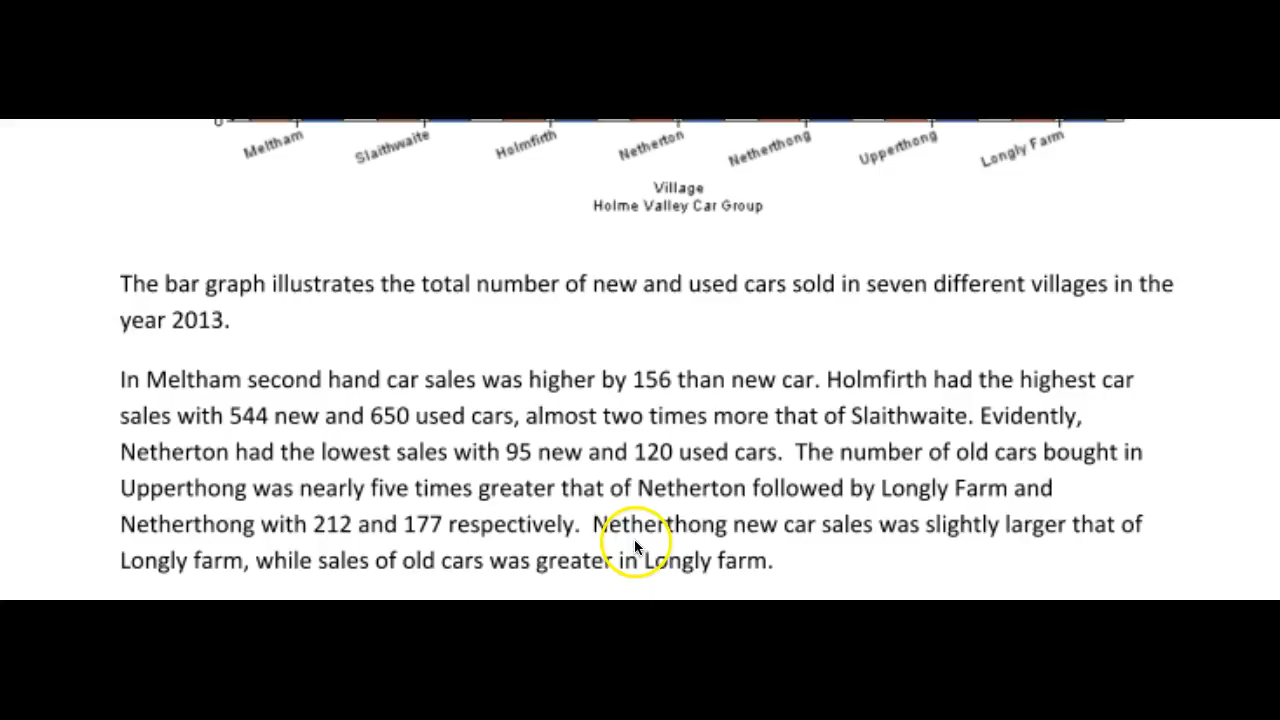 0
Meltham
Slaithwaite
Holmfirth
Netherton
Netherthong
Upperthong
Longly Farm
Village
Holme Valley Car Group
The bar graph illustrates the total number of new and used cars sold in seven different villages in the
year 2013.
In Meltham second hand car sales was higher by 156 than new car. Holmfirth had the highest car
sales with 544 new and 650 used cars, almost two times more that of Slaithwaite. Evidently,
Netherton had the lowest sales with 95 new and 120 used cars.  The number of old cars bought in
Upperthong was nearly five times greater that of Netherton followed by Longly Farm and
Netherthong with 212 and 177 respectively.  Netherthong new car sales was slightly larger that of
Longly farm, while sales of old cars was greater in Longly farm.